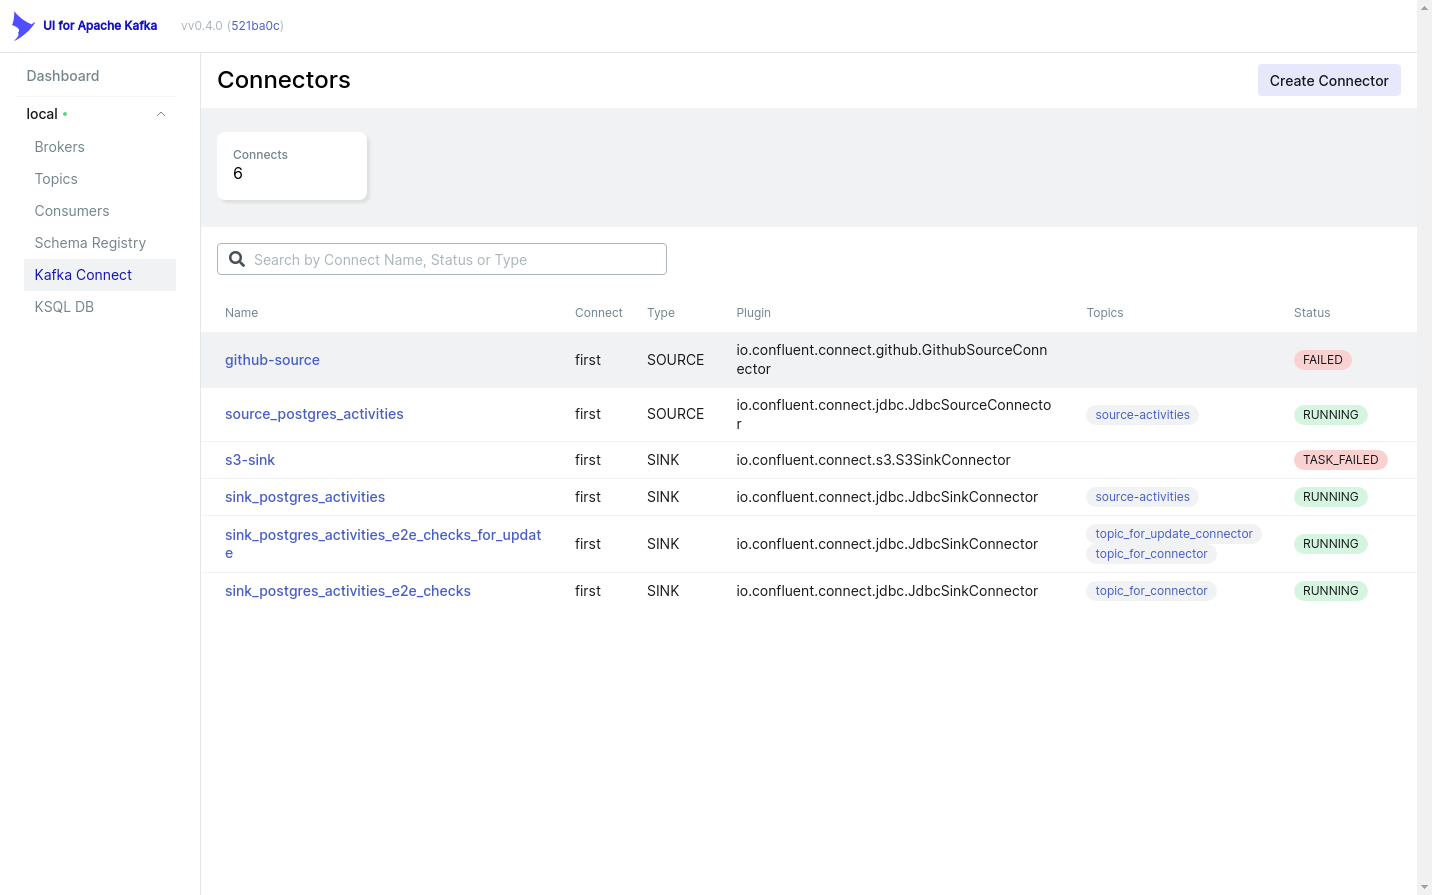 UI for Apache Kafka vv0.4.0 (521ba0c)
Dashboard
local
Brokers
Topics
Consumers
Schema Registry
Kafka Connect
KSQL DB
Connectors
Create Connector
Connects
6
Search by Connect Name, Status or Type
Name Connect Type Plugin Topics Status
github-source first SOURCE io.confluent.connect.github.GithubSourceConn
ector FAILED
source_postgres_activities first SOURCE io.confluent.connect.jdbc.JdbcSourceConnecto
r source-activities RUNNING
s3-sink first SINK io.confluent.connect.s3.S3SinkConnector TASK_FAILED
sink_postgres_activities first SINK io.confluent.connect.jdbc.JdbcSinkConnector source-activities RUNNING
sink_postgres_activities_e2e_checks_for_updat
e first SINK io.confluent.connect.jdbc.JdbcSinkConnector topic_for_update_connector
topic_for_connector RUNNING
sink_postgres_activities_e2e_checks first SINK io.confluent.connect.jdbc.JdbcSinkConnector topic_for_connector RUNNING